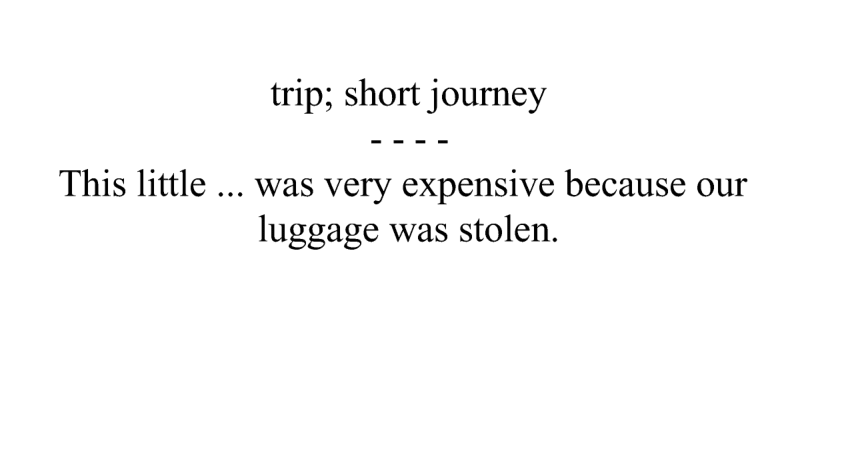 trip; short journey
- - - -
This little ... was very expensive because our
luggage was stolen.